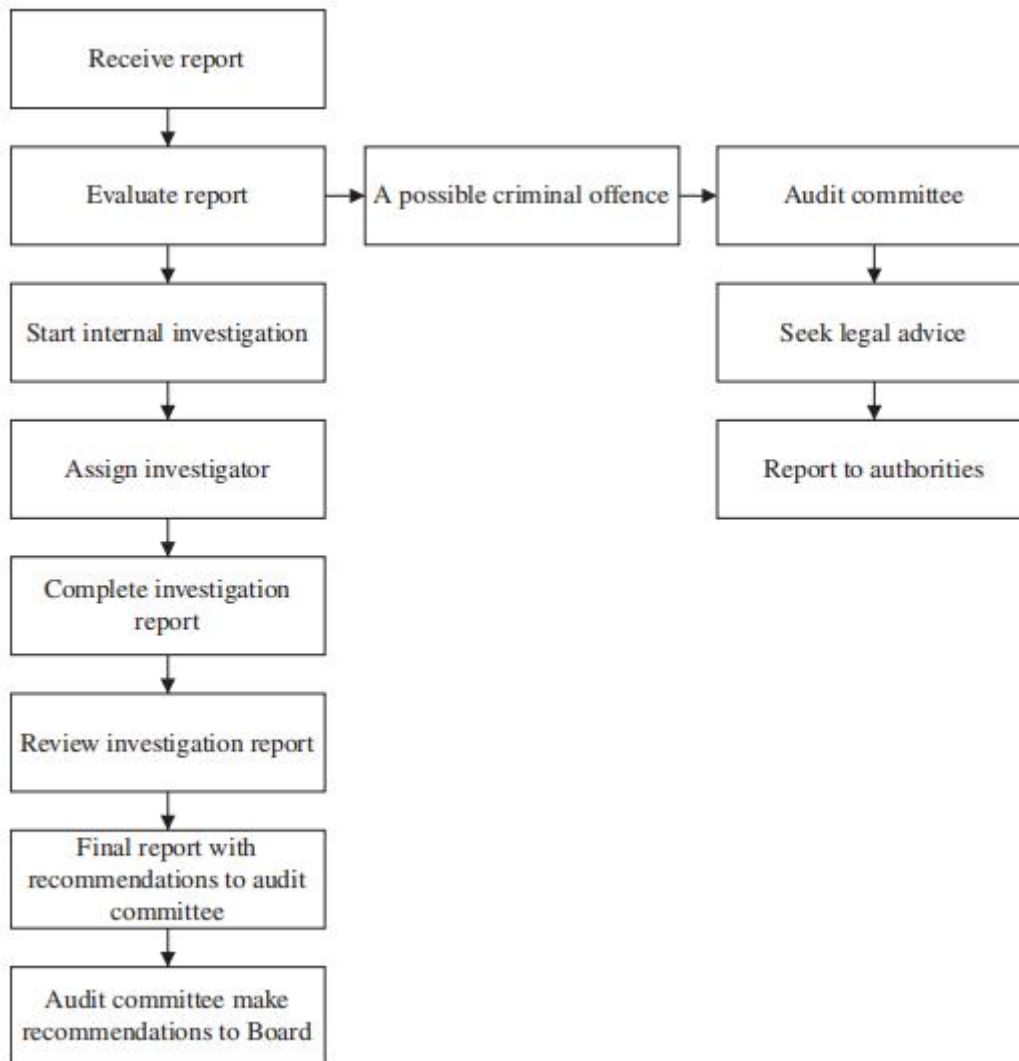 Receive report
Evaluate report
A possible criminal offence
Audit committee
Start internal investigation
Seek legal advice
Assign investigator
Report to authorities
Complete investigation
report
Review investigation report
Final report with
recommendations to audit
committee
Audit committee make
recommendations to Board